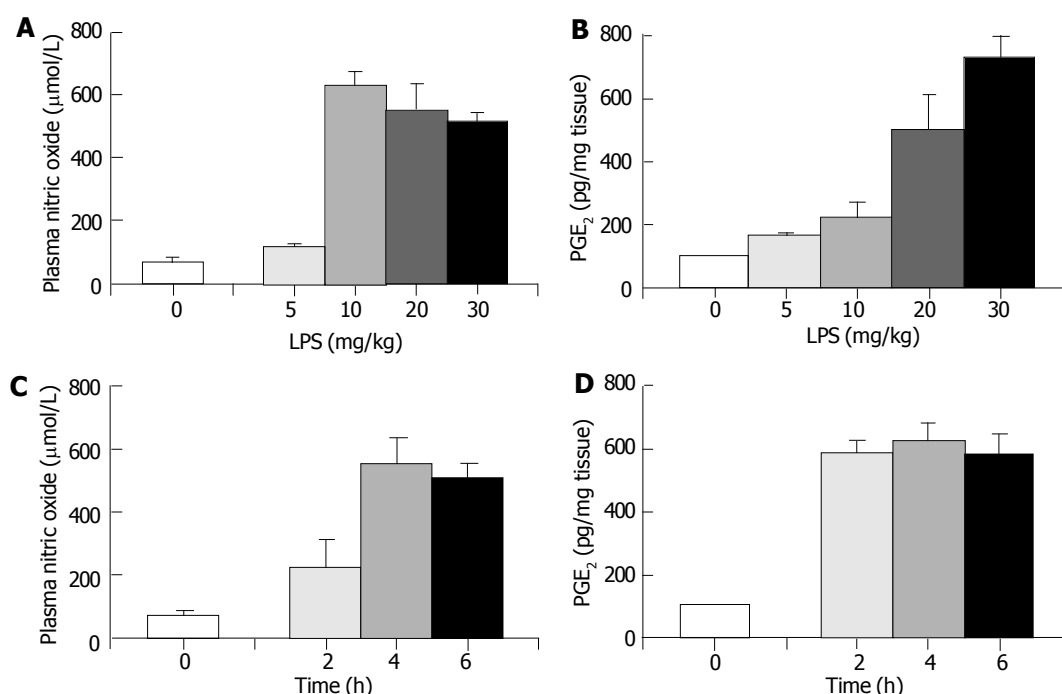 A
Plasma nitric oxide (μmol/L)
800
600
400
200
0
0 5 10 20 30
LPS (mg/kg)
B
PGE₂ (pg/mg tissue)
800
600
400
200
0
0 5 10 20 30
LPS (mg/kg)
C
Plasma nitric oxide (μmol/L)
800
600
400
200
0
0 2 4 6
Time (h)
D
PGE₂ (pg/mg tissue)
800
600
400
200
0
0 2 4 6
Time (h)